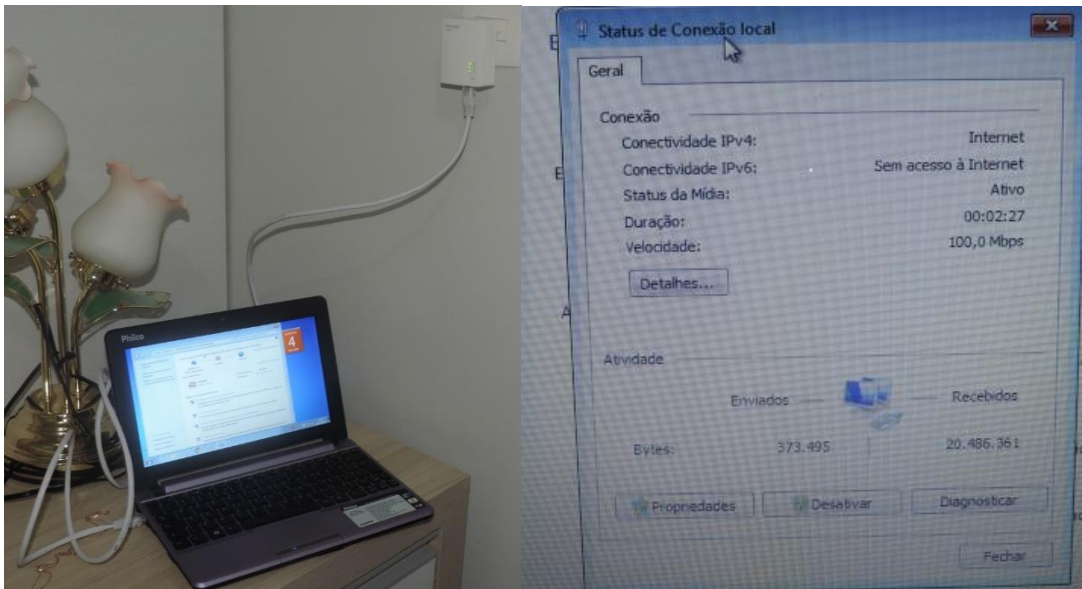 Philco
4
Status de Conexão local
Geral
Conexão
Conectividade IPv4: Internet
Conectividade IPv6: Sem acesso à Internet
Status da Mídia: Ativo
Duração: 00:02:27
Velocidade: 100,0 Mbps
Detalhes...
Atividade
Enviados Recebidos
Bytes: 373.495 20.486.361
Propriedades Desativar Diagnosticar
Fechar